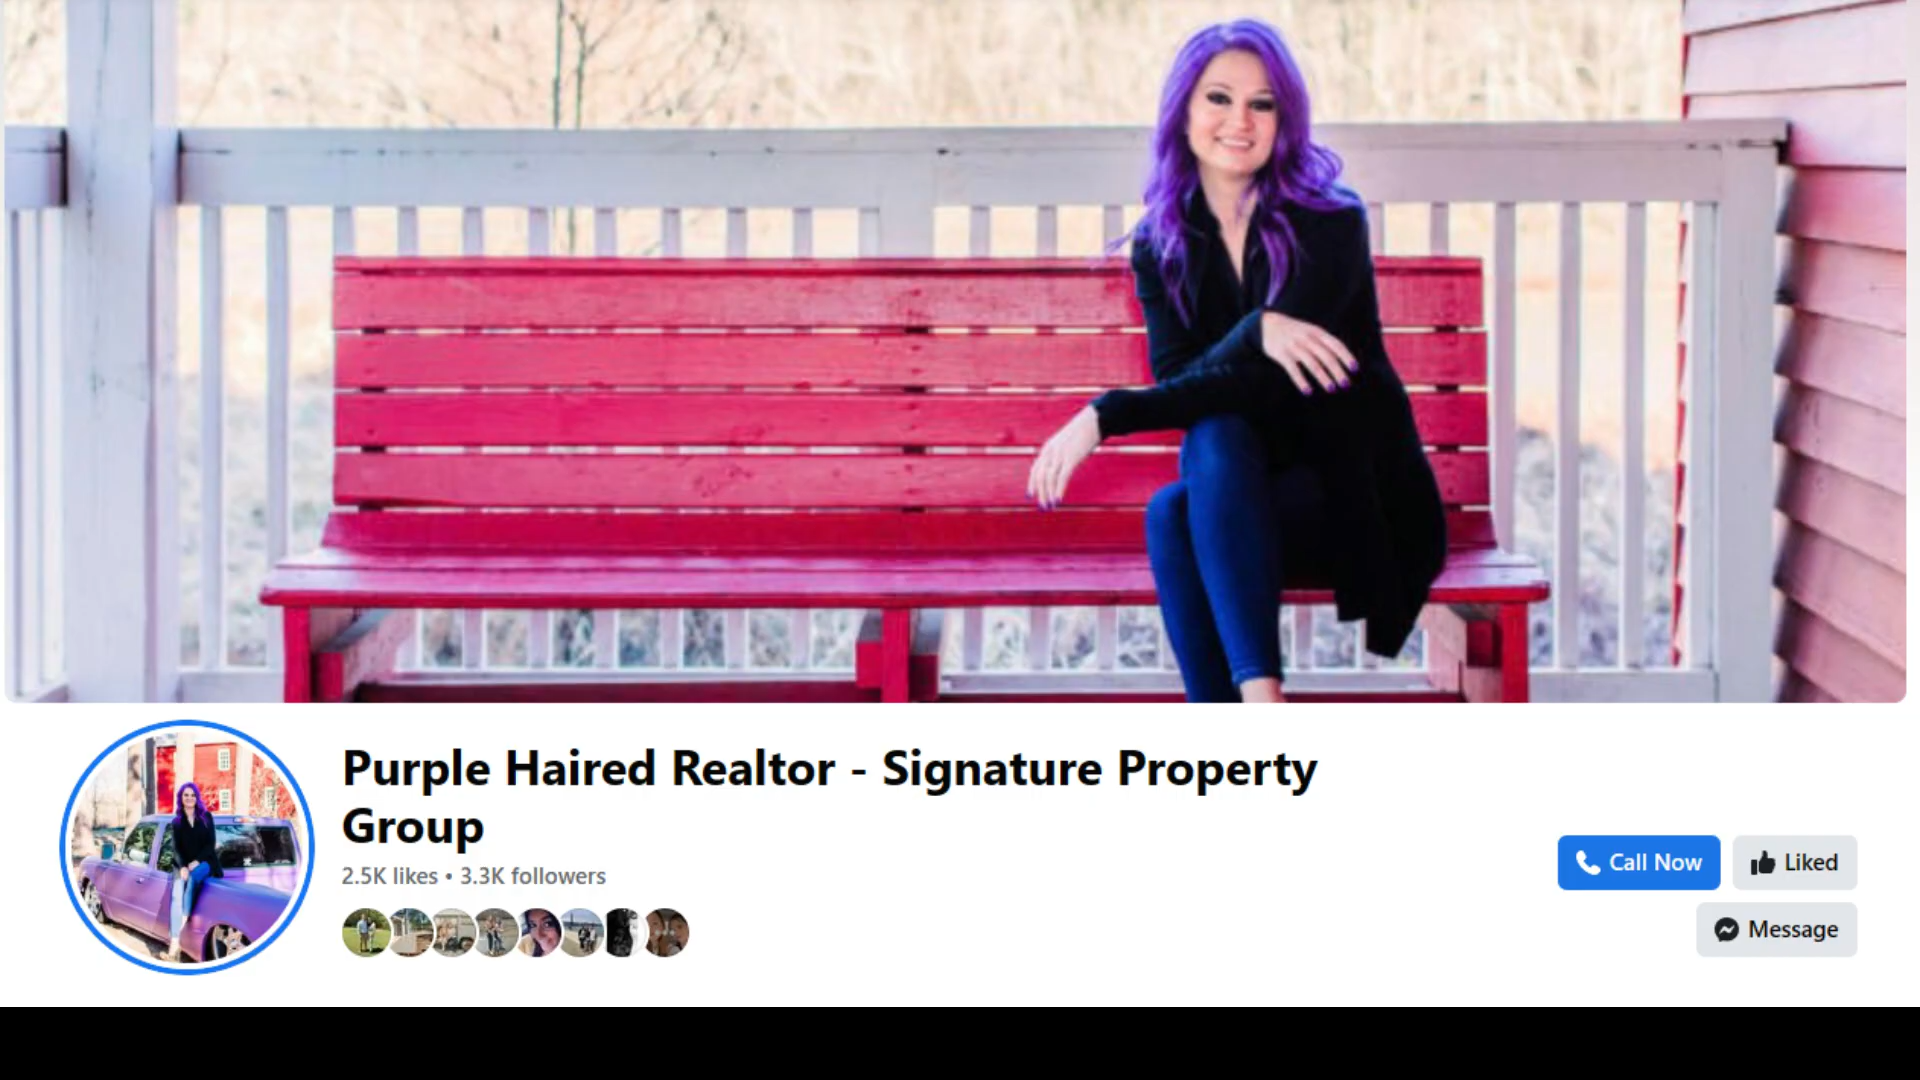 Purple Haired Realtor - Signature Property
Group
2.5K likes • 3.3K followers
Call Now
Liked
Message